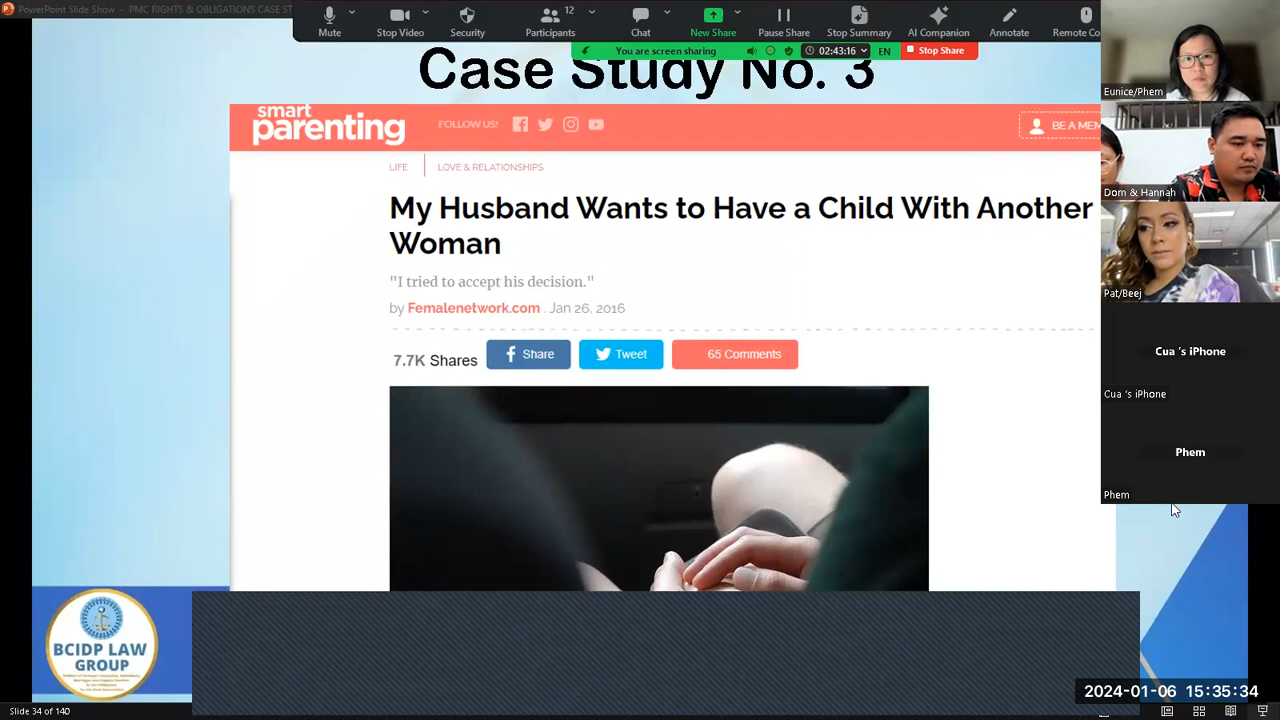 PowerPoint Slide Show - PMC RIGHTS & OBLIGATIONS CASE ST
Mute
Stop Video
Security
12
Participants
Chat
New Share
Pause Share
Stop Summary
AI Companion
Annotate
Remote Co
You are screen sharing
02:43:16
EN
Stop Share
Case Study No. 3
smart
parenting
FOLLOW US!
BE A MEM
LIFE
LOVE & RELATIONSHIPS
My Husband Wants to Have a Child With Another
Woman
"I tried to accept his decision."
by Femalenetwork.com . Jan 26, 2016
7.7K Shares
Share
Tweet
65 Comments
Eunice/Phem
Dom & Hannah
Pat/Beej
Cua 's iPhone
Cua 's iPhone
Phem
Phem
BCIDP LAW
GROUP
2024-01-06 15:35:34
Slide 34 of 140